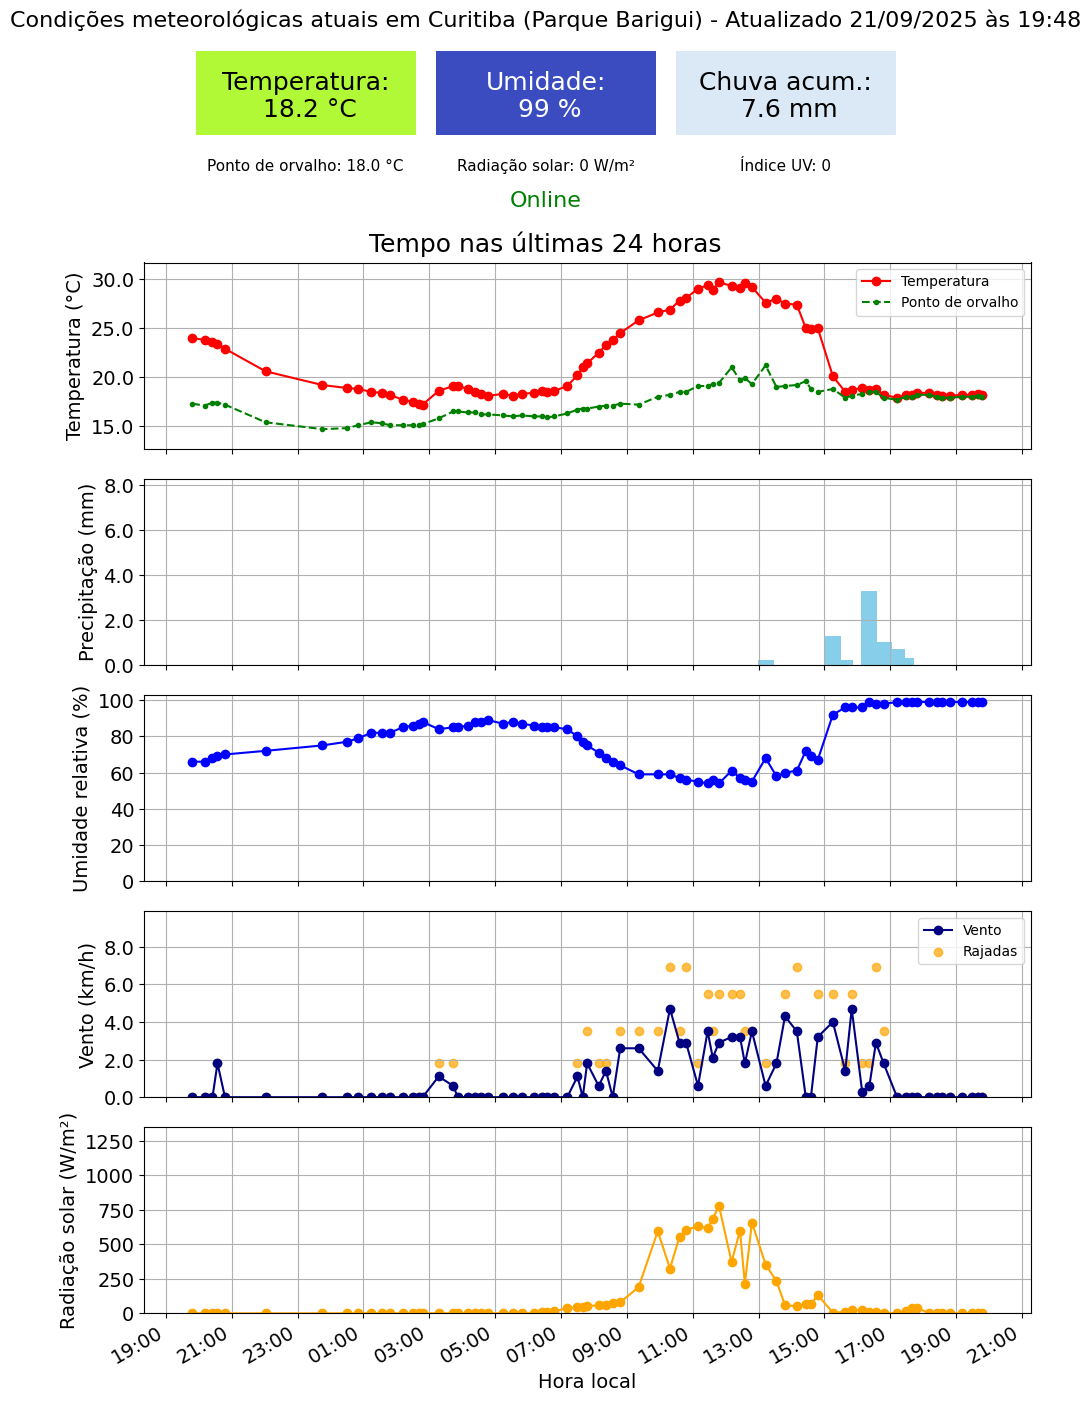 Condições meteorológicas atuais em Curitiba (Parque Barigui) - Atualizado 21/09/2025 às 19:48
Temperatura:
18.2 °C
Umidade:
99 %
Chuva acum.:
7.6 mm
Ponto de orvalho: 18.0 °C
Radiação solar: 0 W/m²
Índice UV: 0
Online
Tempo nas últimas 24 horas
Temperatura (°C)
30.0
25.0
20.0
15.0
Temperatura
Ponto de orvalho
Precipitação (mm)
8.0
6.0
4.0
2.0
0.0
Umidade relativa (%)
100
80
60
40
20
0
Vento (km/h)
8.0
6.0
4.0
2.0
0.0
Vento
Rajadas
Radiação solar (W/m²)
1250
1000
750
500
250
0
19:00
21:00
23:00
01:00
03:00
05:00
07:00
09:00
11:00
13:00
15:00
17:00
19:00
21:00
Hora local